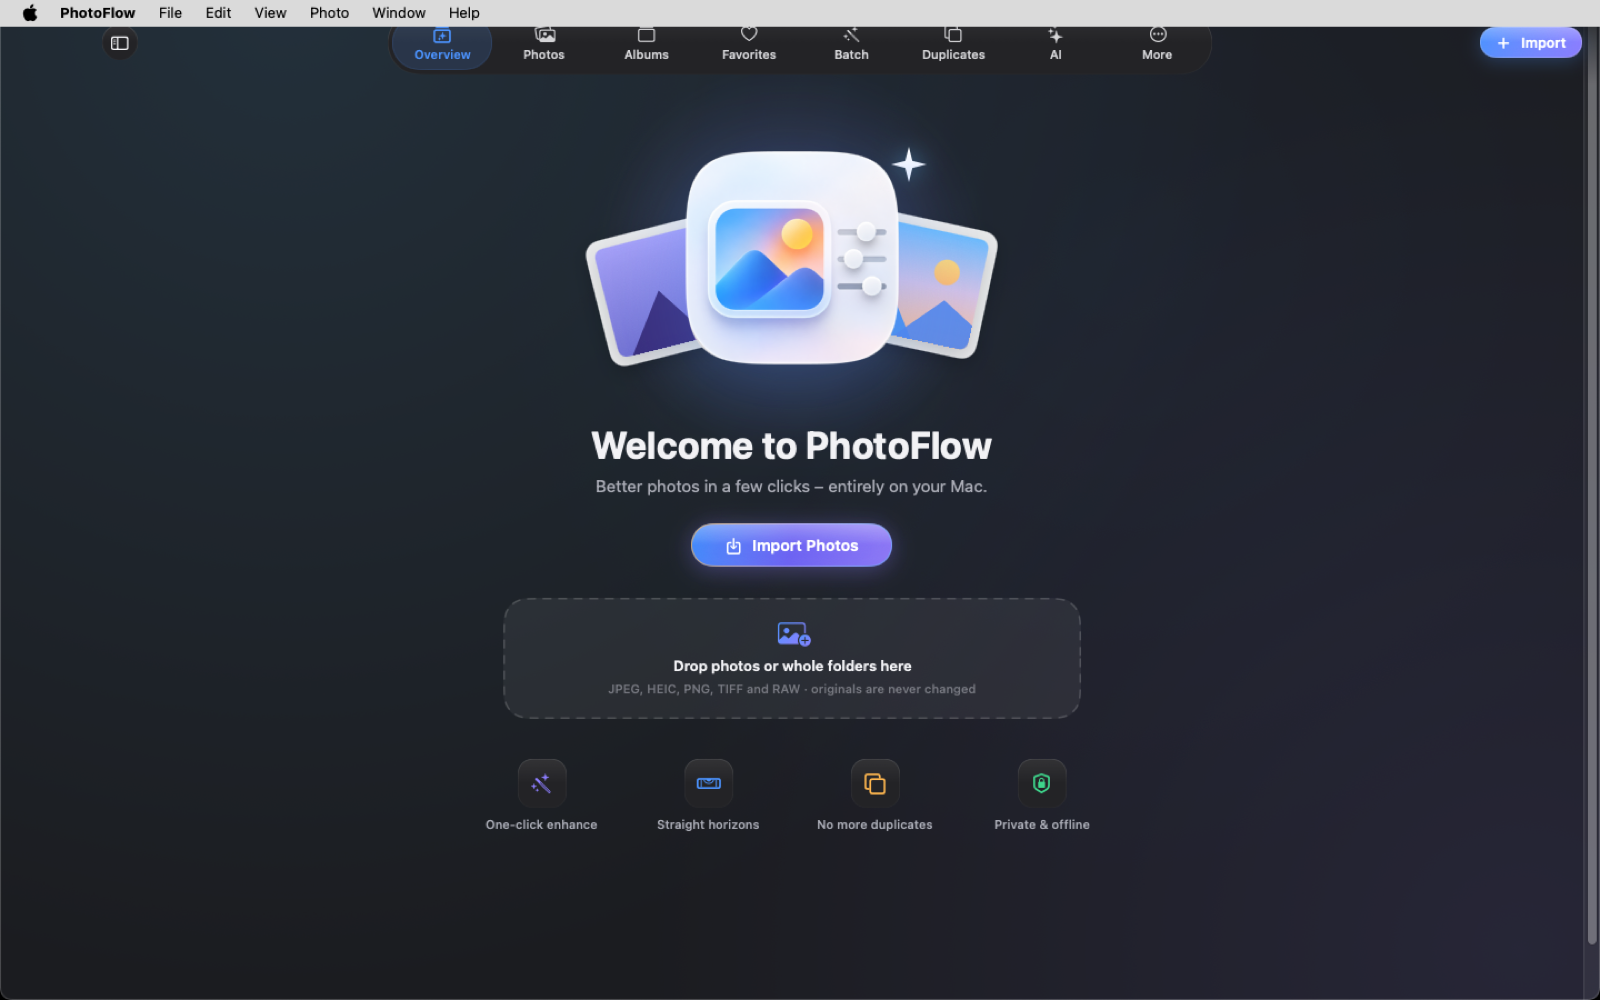 PhotoFlow File Edit View Photo Window Help
Overview Photos Albums Favorites Batch Duplicates AI More
Import
Welcome to PhotoFlow
Better photos in a few clicks – entirely on your Mac.
Import Photos
Drop photos or whole folders here
JPEG, HEIC, PNG, TIFF and RAW · originals are never changed
One-click enhance Straight horizons No more duplicates Private & offline